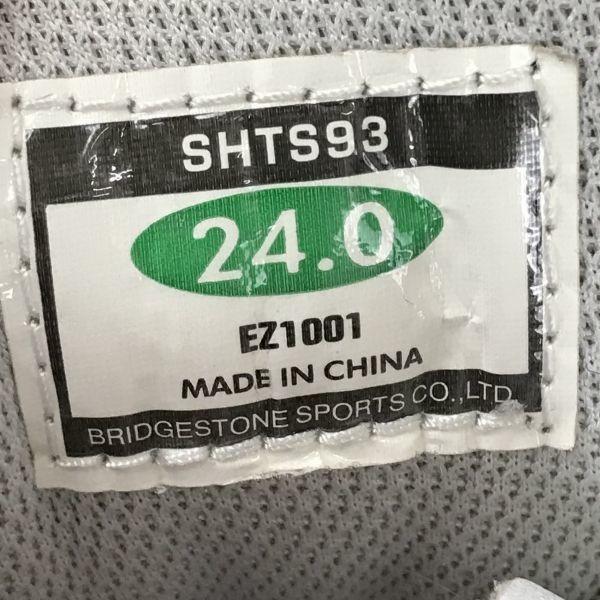 SHTS93
24.0
EZ1001
MADE IN CHINA
BRIDGESTONE SPORTS CO.,LTD.